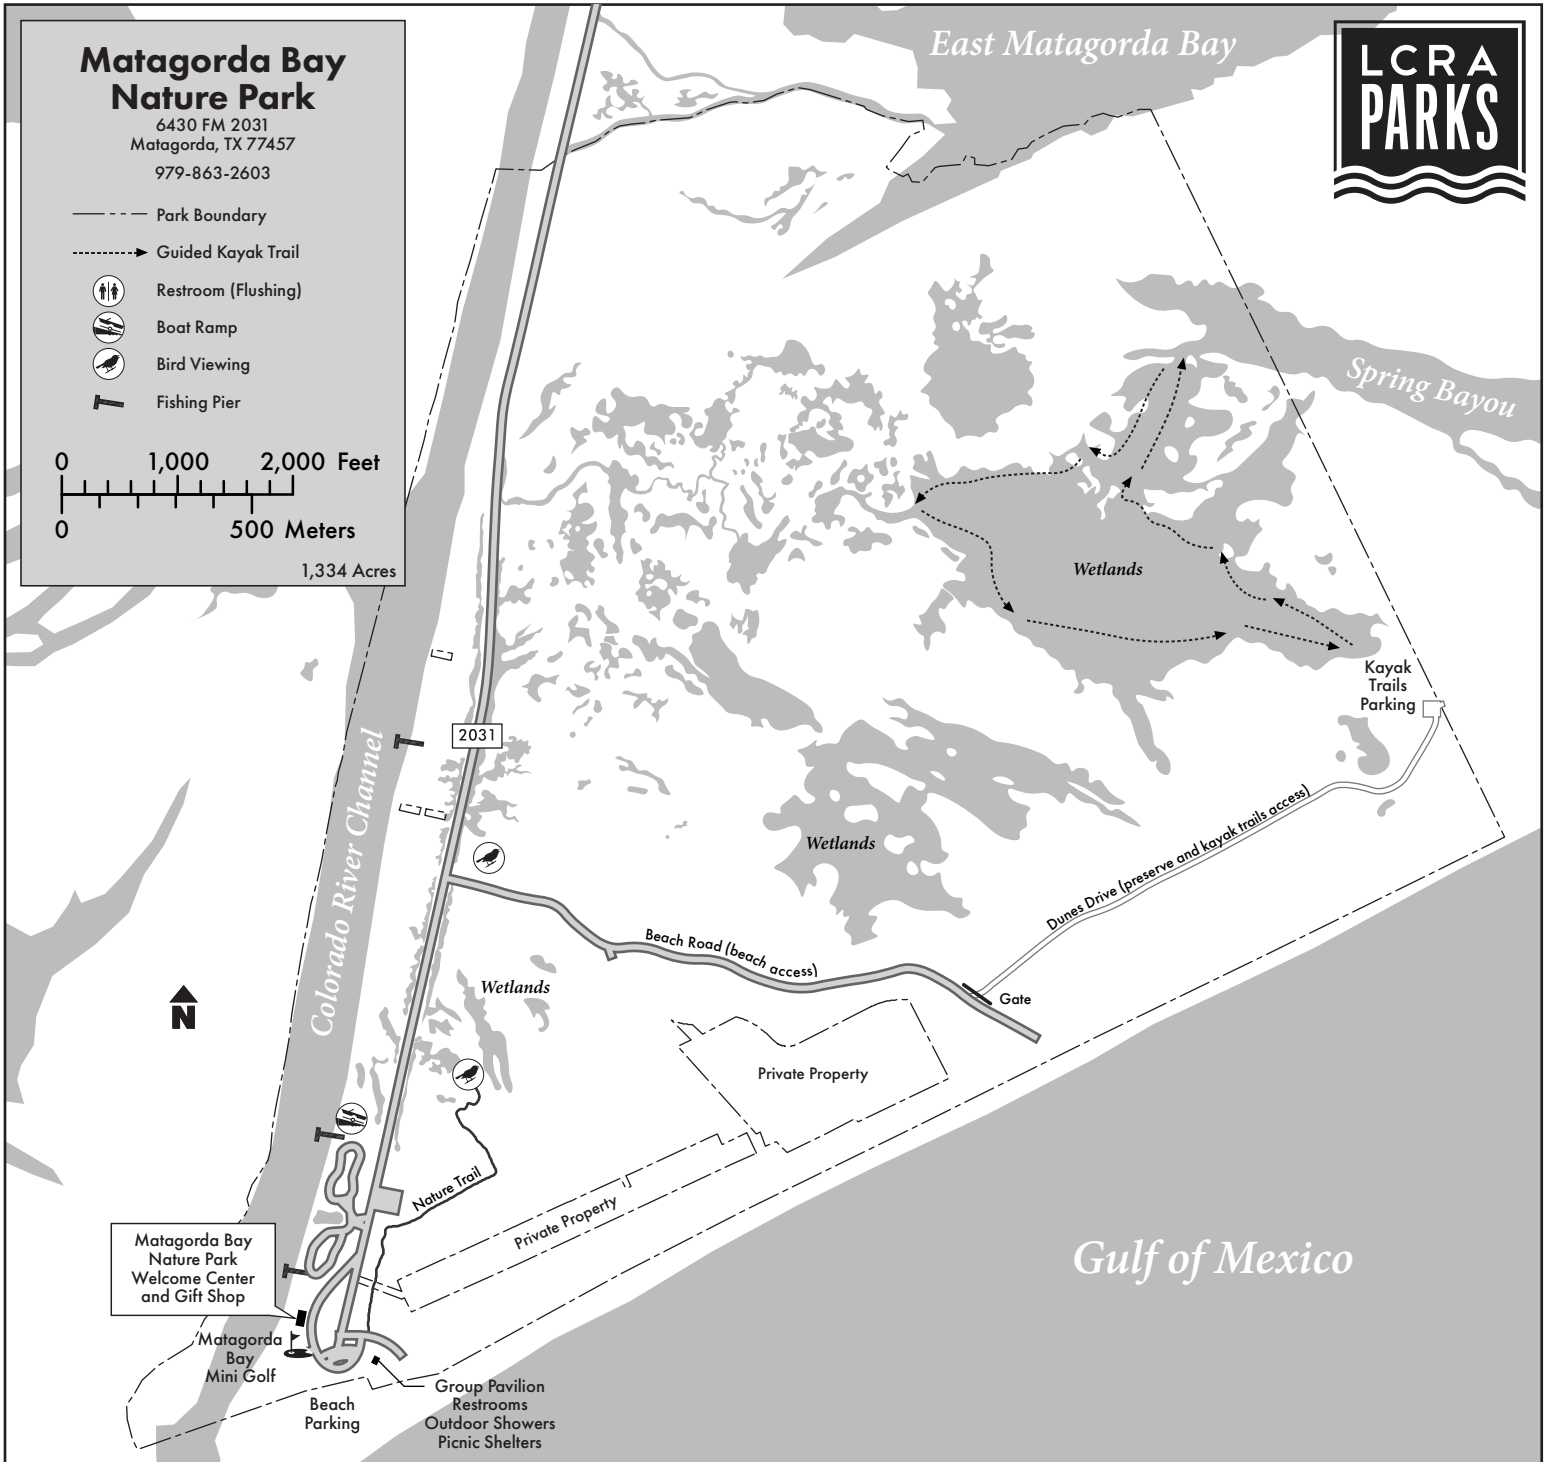 Matagorda Bay
Nature Park
6430 FM 2031
Matagorda, TX 77457
979-863-2603
Park Boundary
Guided Kayak Trail
Restroom (Flushing)
Boat Ramp
Bird Viewing
Fishing Pier
0 1,000 2,000 Feet
0 500 Meters
1,334 Acres
East Matagorda Bay
LCRA
PARKS
Spring Bayou
Wetlands
Kayak
Trails
Parking
2031
Colorado River Channel
Wetlands
Dunes Drive (preserve and kayak trails access)
Beach Road (beach access)
Wetlands
Gate
N
Private Property
Nature Trail
Private Property
Matagorda Bay
Nature Park
Welcome Center
and Gift Shop
Gulf of Mexico
Matagorda
Bay
Mini Golf
Beach
Parking
Group Pavilion
Restrooms
Outdoor Showers
Picnic Shelters